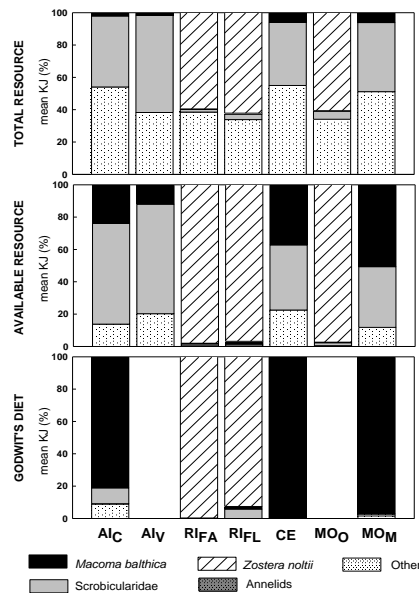 TOTAL RESOURCE
mean KJ (%)
100
80
60
40
20
0
AVAILABLE RESOURCE
mean KJ (%)
100
80
60
40
20
0
GODWIT'S DIET
mean KJ (%)
100
80
60
40
20
0
AIC AIV RIFA RIFL CE MOO MOM
Macoma balthica Zostera noltii Other
Scrobicularidae Annelids